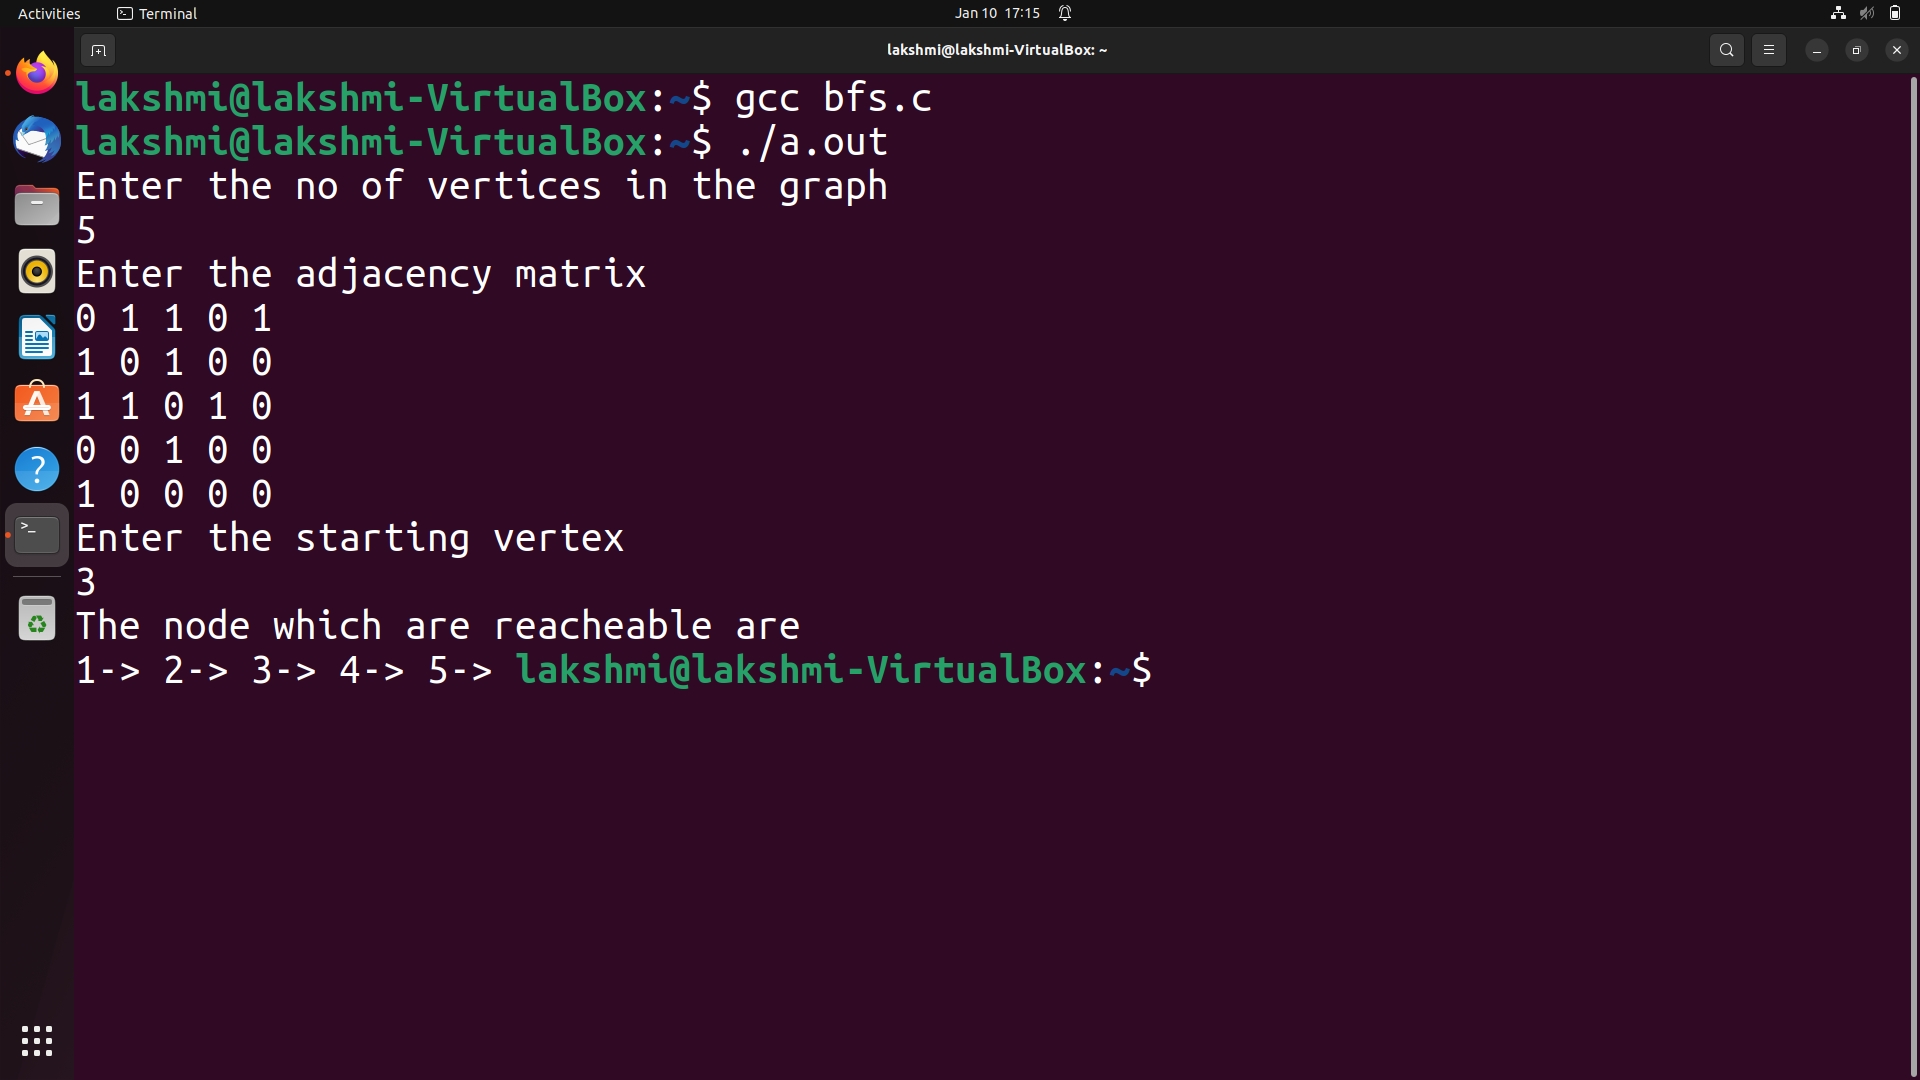 Activities Terminal Jan 10 17:15
lakshmi@lakshmi-VirtualBox: ~
lakshmi@lakshmi-VirtualBox:~$ gcc bfs.c
lakshmi@lakshmi-VirtualBox:~$ ./a.out
Enter the no of vertices in the graph
5
Enter the adjacency matrix
0 1 1 0 1
1 0 1 0 0
1 1 0 1 0
0 0 1 0 0
1 0 0 0 0
Enter the starting vertex
3
The node which are reacheable are
1-> 2-> 3-> 4-> 5-> lakshmi@lakshmi-VirtualBox:~$